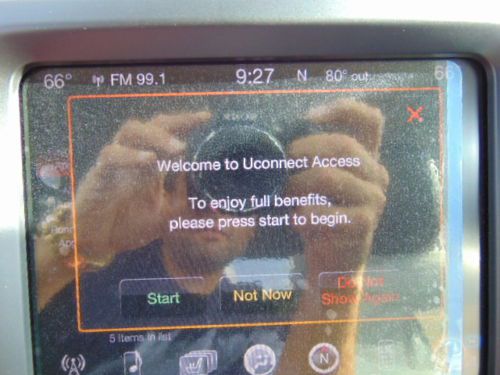 66° FM 99.1 9:27 N 80° out 66
Welcome to Uconnect Access
To enjoy full benefits,
please press start to begin.
Start Not Now Do Not
Show Again
5 items in list
N